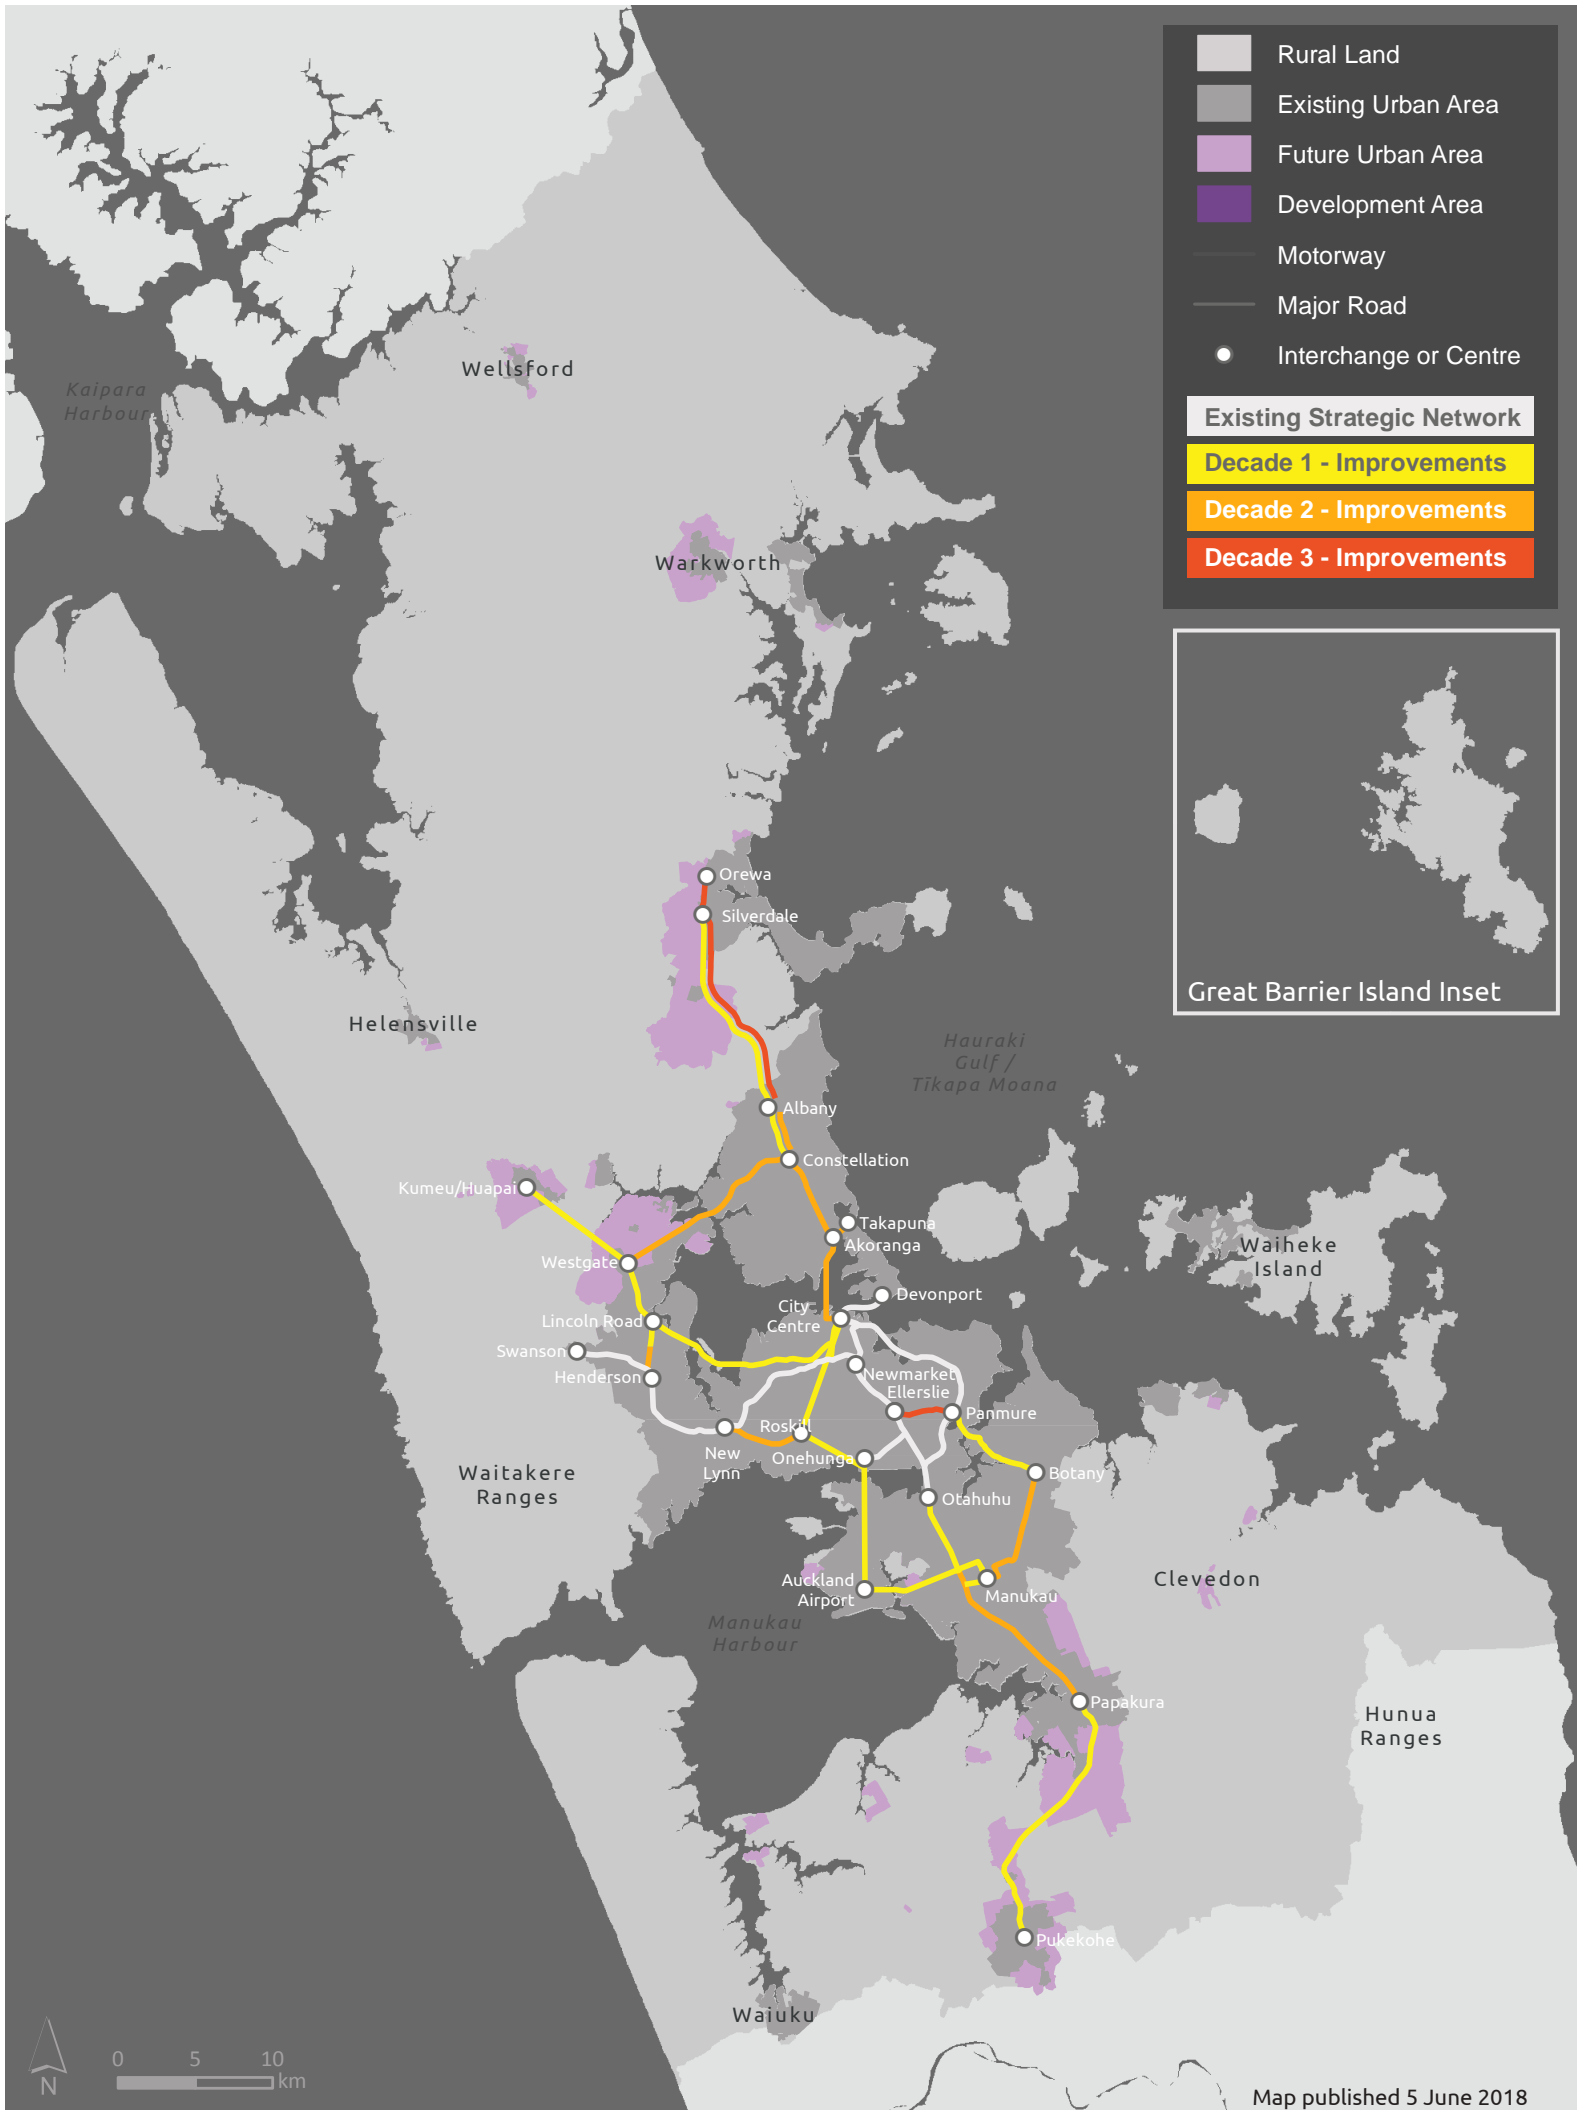 Rural Land
Existing Urban Area
Future Urban Area
Development Area
Motorway
Major Road
Interchange or Centre
Existing Strategic Network
Decade 1 - Improvements
Decade 2 - Improvements
Decade 3 - Improvements
Wellsford
Kaipara
Harbour
Warkworth
Great Barrier Island Inset
Orewa
Silverdale
Helensville
Hauraki
Gulf /
Tīkapa Moana
Albany
Constellation
Kumeu/Huapai
Takapuna
Akoranga
Westgate
Waiheke
Island
Devonport
City
Centre
Lincoln Road
Swanson
Henderson
Newmarket
Ellerslie
Panmure
Roskill
New
Lynn
Onehunga
Botany
Waitakere
Ranges
Otahuhu
Auckland
Airport
Manukau
Clevedon
Manukau
Harbour
Papakura
Hunua
Ranges
Pukekohe
Waiuku
0 5 10
km
N
Map published 5 June 2018